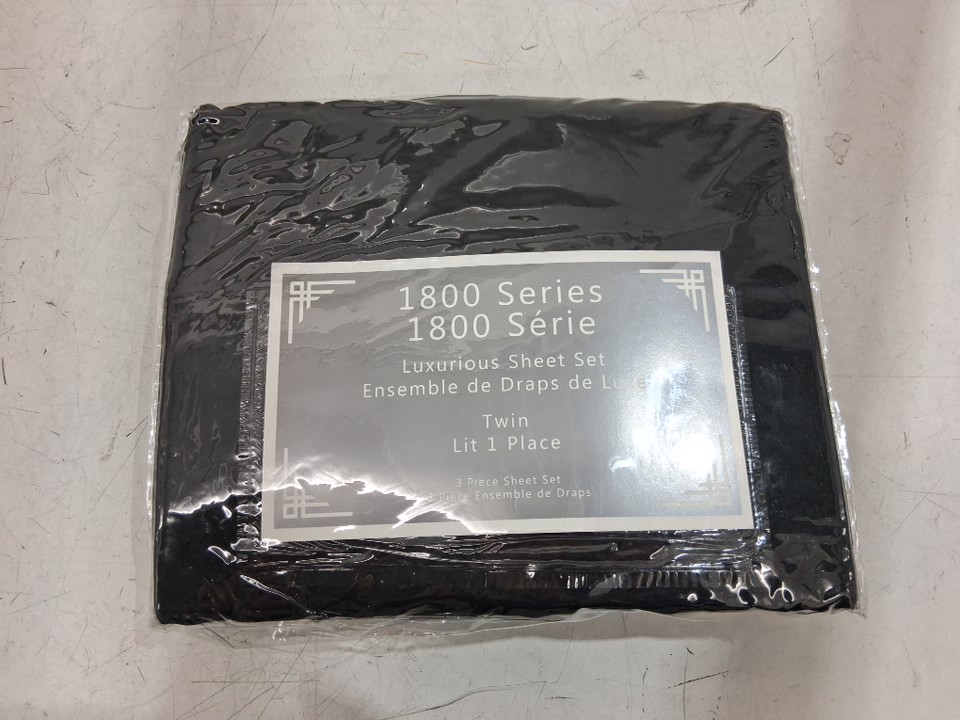 1800 Series
1800 Série
Luxurious Sheet Set
Ensemble de Draps de
Twin
Lit 1 Place
3 Piece Sheet Set
3 Piece Ensemble de Draps